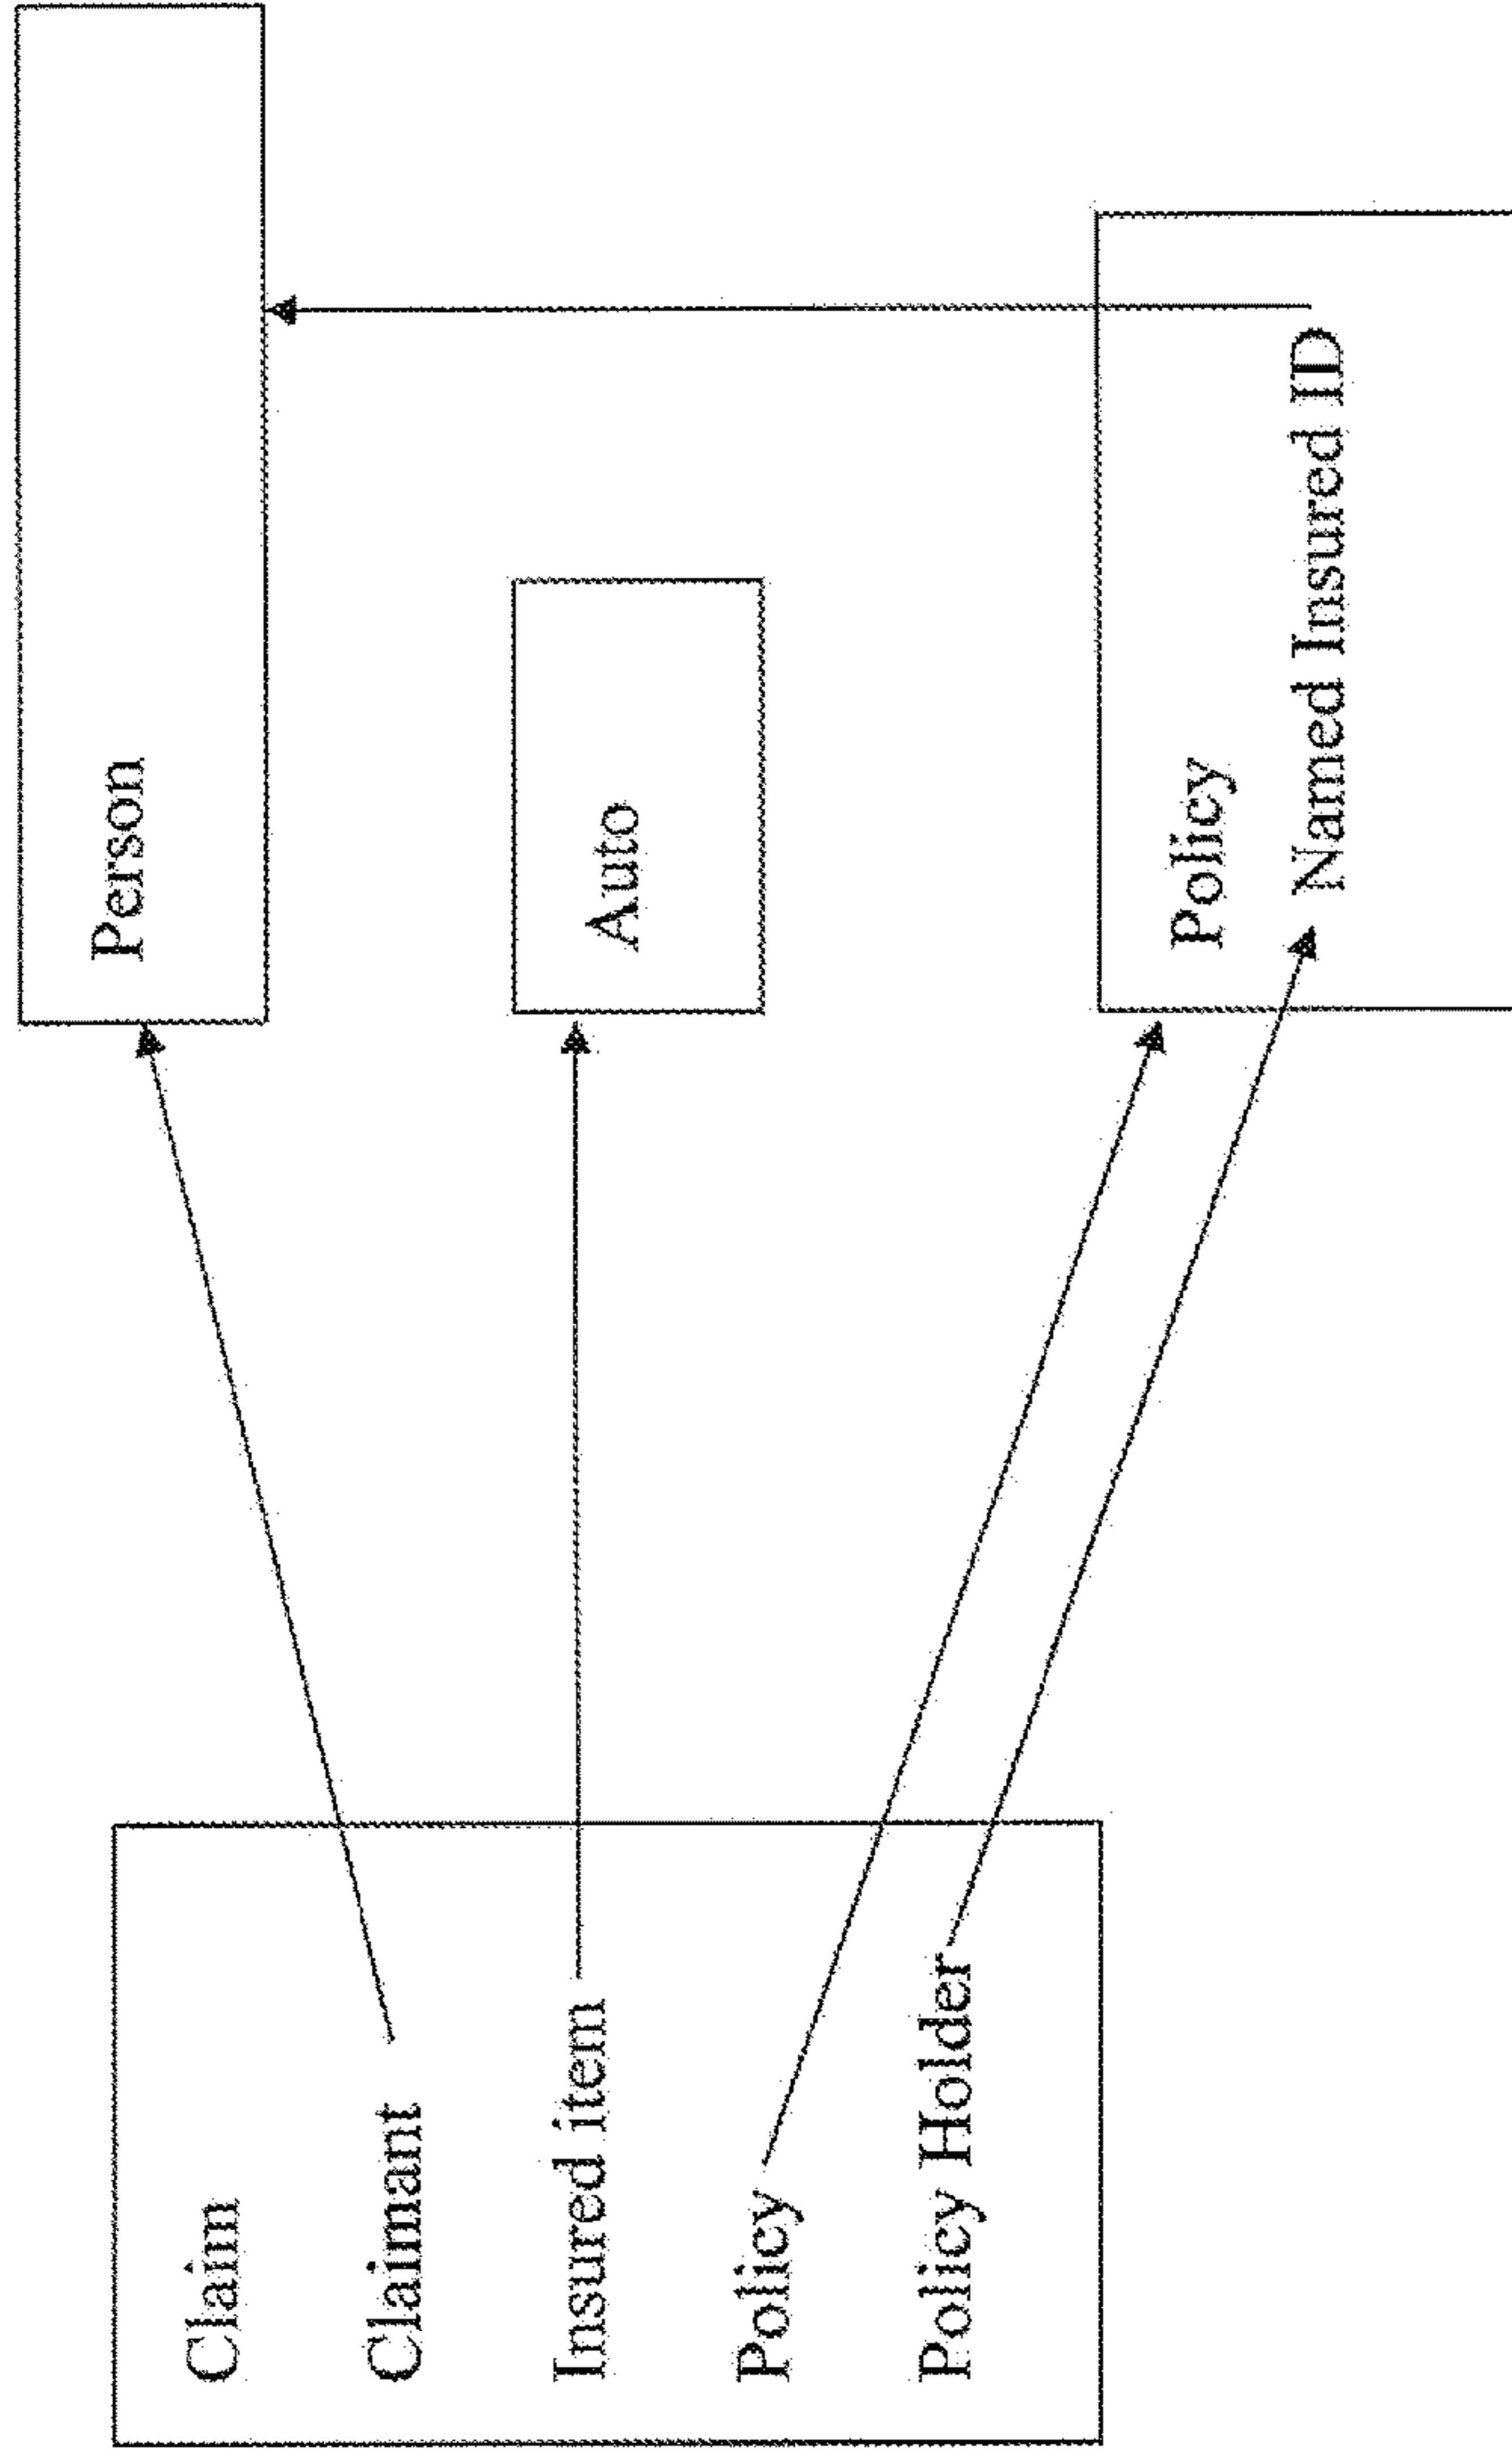 Claim
Claimant
Insured item
Policy
Policy Holder
Person
Auto
Policy
Named Insured ID